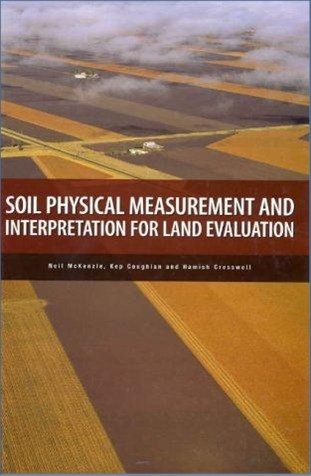 SOIL PHYSICAL MEASUREMENT AND
INTERPRETATION FOR LAND EVALUATION
Neil McKenzie, Kep Coughlan and Hamish Cresswell